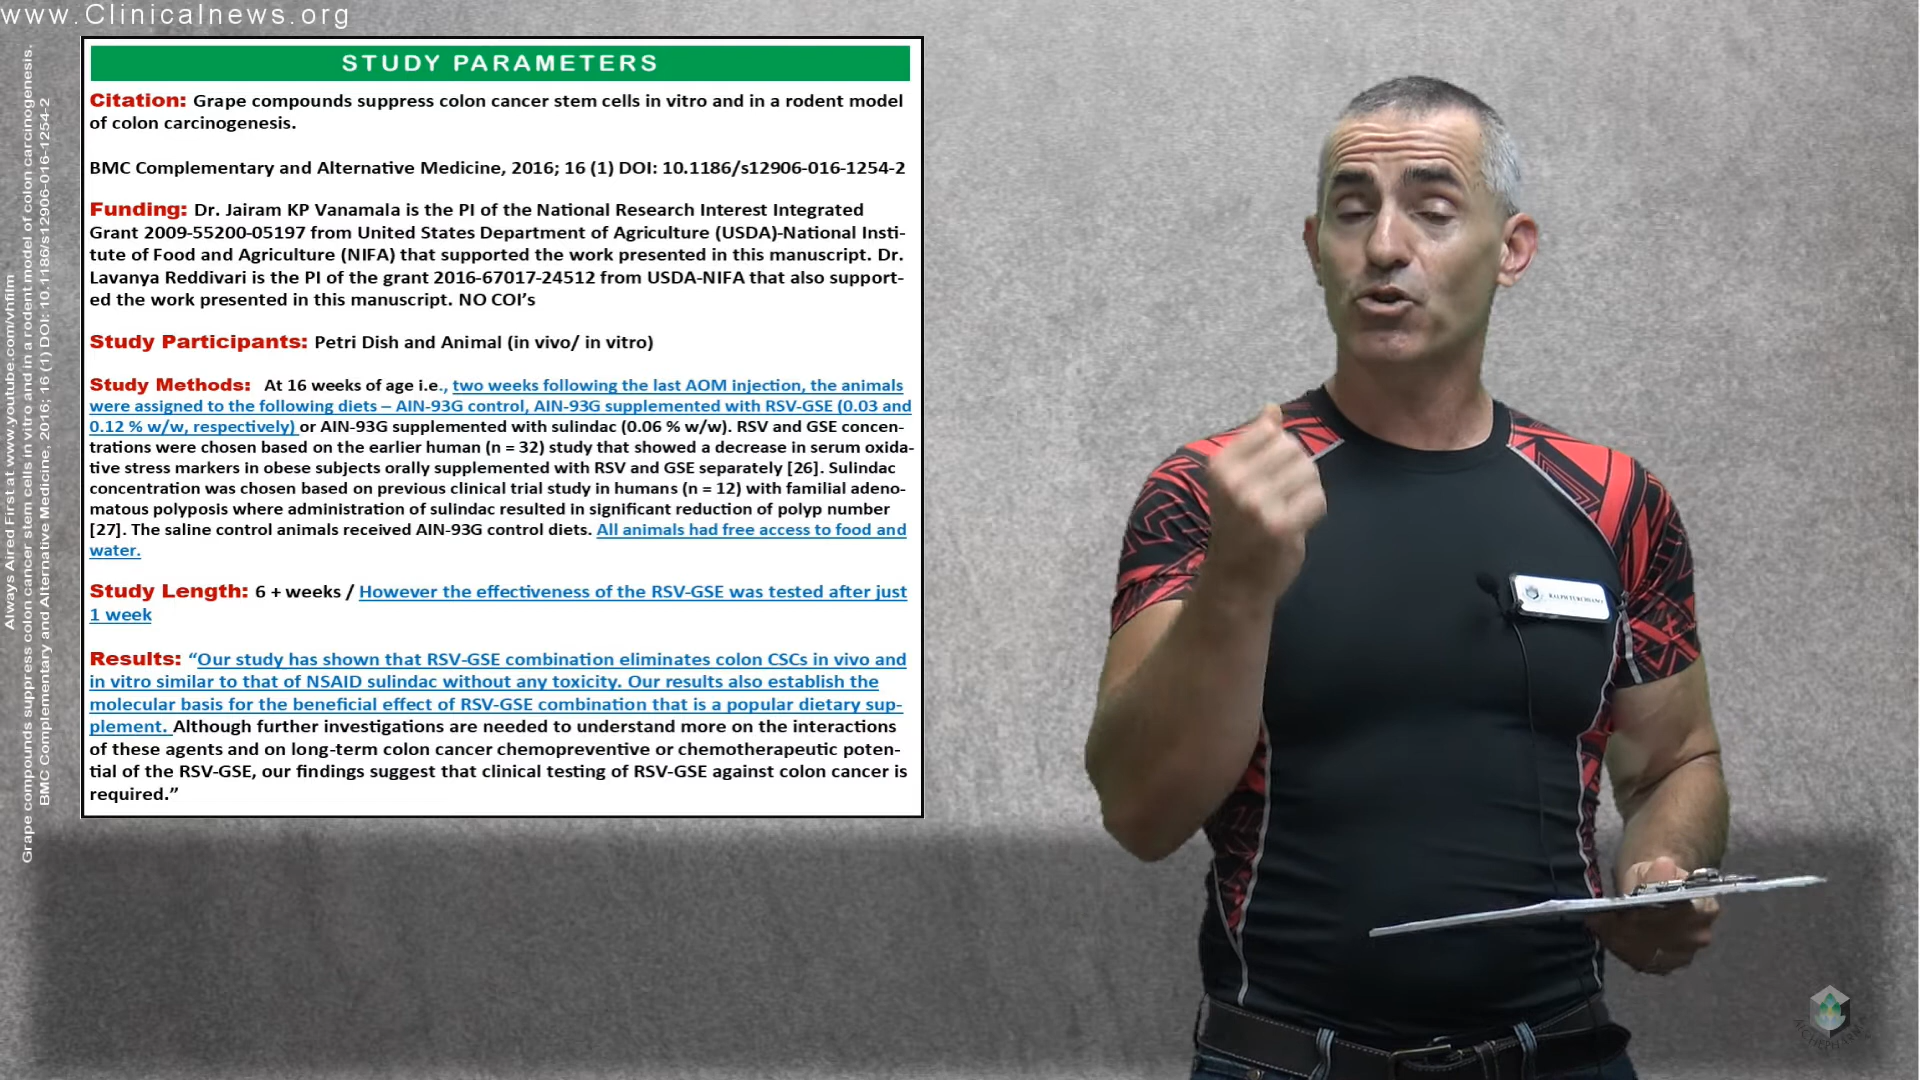 www.Clinicalnews.org
STUDY PARAMETERS
Citation: Grape compounds suppress colon cancer stem cells in vitro and in a rodent model
of colon carcinogenesis.
BMC Complementary and Alternative Medicine, 2016; 16 (1) DOI: 10.1186/s12906-016-1254-2
Funding: Dr. Jairam KP Vanamala is the PI of the National Research Interest Integrated
Grant 2009-55200-05197 from United States Department of Agriculture (USDA)-National Insti-
tute of Food and Agriculture (NIFA) that supported the work presented in this manuscript. Dr.
Lavanya Reddivari is the PI of the grant 2016-67017-24512 from USDA-NIFA that also support-
ed the work presented in this manuscript. NO COI’s
Study Participants: Petri Dish and Animal (in vivo/ in vitro)
Study Methods: At 16 weeks of age i.e., two weeks following the last AOM injection, the animals
were assigned to the following diets – AIN-93G control, AIN-93G supplemented with RSV-GSE (0.03 and
0.12 % w/w, respectively) or AIN-93G supplemented with sulindac (0.06 % w/w). RSV and GSE concen-
trations were chosen based on the earlier human (n = 32) study that showed a decrease in serum oxida-
tive stress markers in obese subjects orally supplemented with RSV and GSE separately [26]. Sulindac
concentration was chosen based on previous clinical trial study in humans (n = 12) with familial adeno-
matous polyposis where administration of sulindac resulted in significant reduction of polyp number
[27]. The saline control animals received AIN-93G control diets. All animals had free access to food and
water.
Study Length: 6 + weeks / However the effectiveness of the RSV-GSE was tested after just
1 week
Results: “Our study has shown that RSV-GSE combination eliminates colon CSCs in vivo and
in vitro similar to that of NSAID sulindac without any toxicity. Our results also establish the
molecular basis for the beneficial effect of RSV-GSE combination that is a popular dietary sup-
plement. Although further investigations are needed to understand more on the interactions
of these agents and on long-term colon cancer chemopreventive or chemotherapeutic poten-
tial of the RSV-GSE, our findings suggest that clinical testing of RSV-GSE against colon cancer is
required.”
Always Aired First at www.youtube.com/vhfilm
Grape compounds suppress colon cancer stem cells in vitro and in a rodent model of colon carcinogenesis.
BMC Complementary and Alternative Medicine, 2016; 16 (1) DOI: 10.1186/s12906-016-1254-2
RALPH TURCHIANO